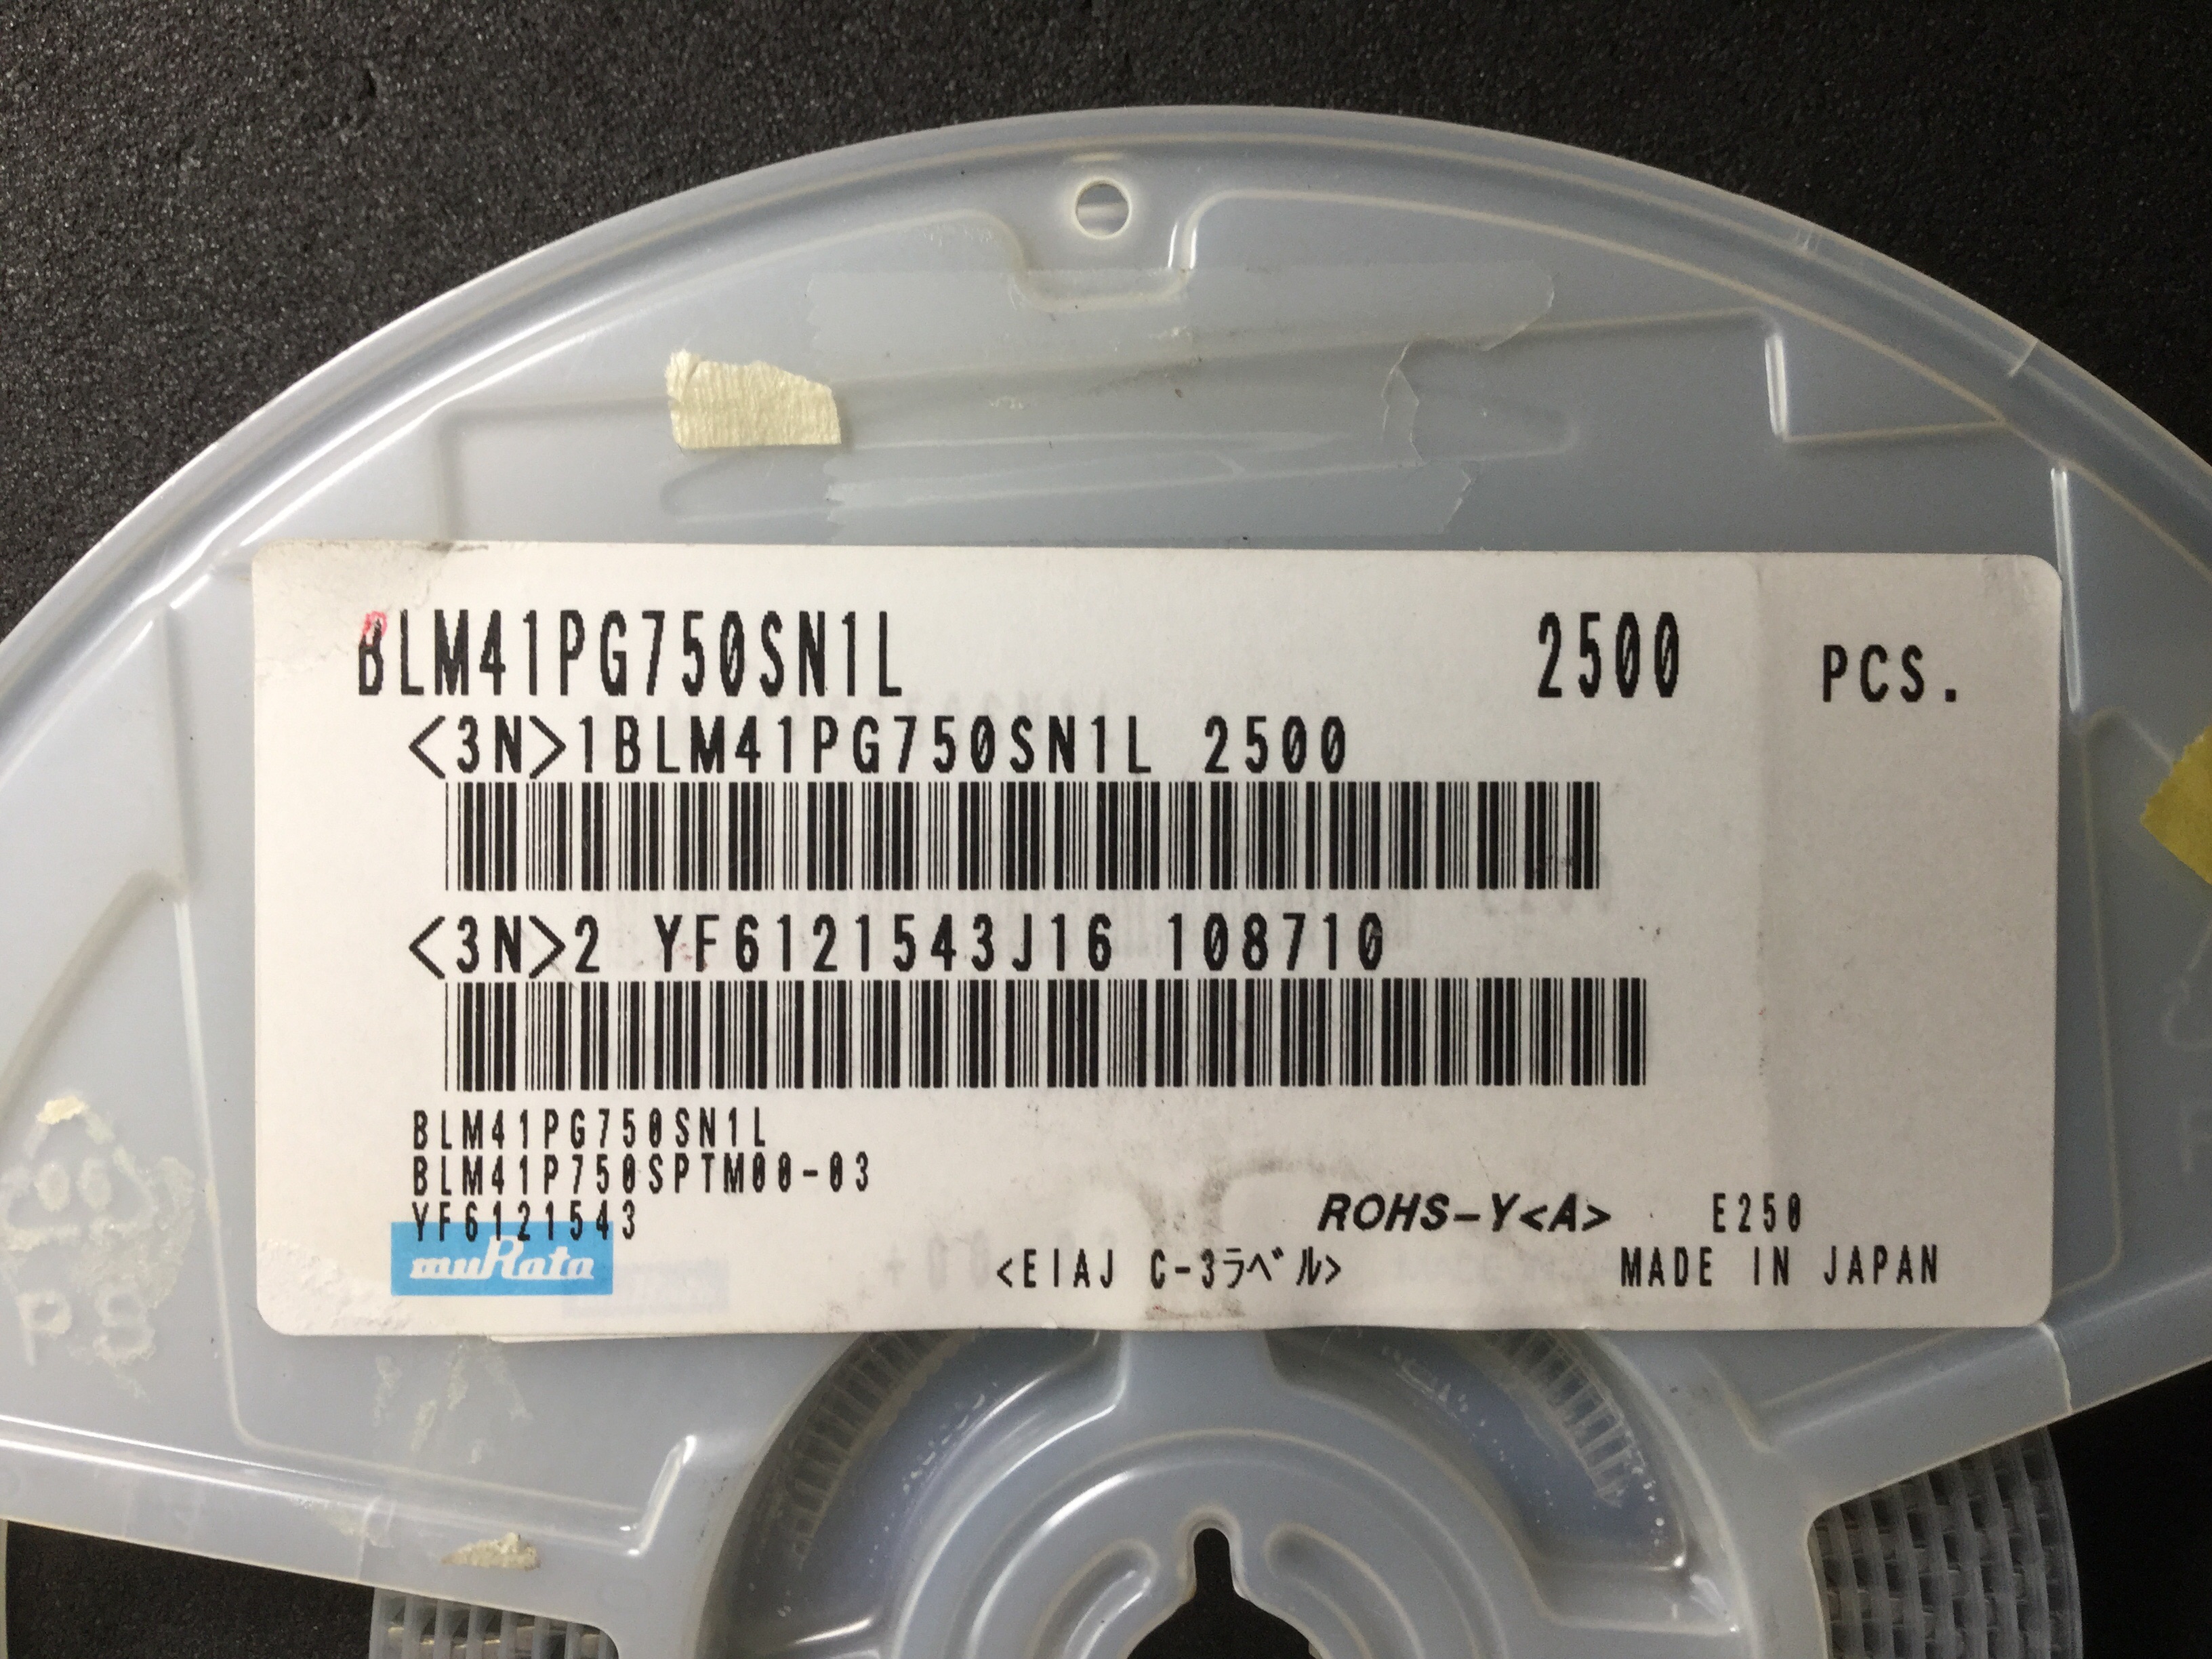 BLM41PG750SN1L 2500 PCS.
<3N>1BLM41PG750SN1L 2500
<3N>2 YF6121543J16 108710
BLM41PG750SN1L
BLM41P750SPTM00-03
YF6121543
ROHS-Y<A> E250
muRata
<EIAJ C-3ラベル>
MADE IN JAPAN
PS